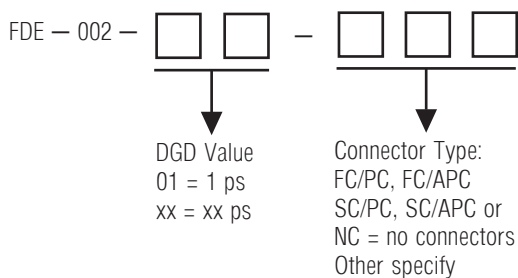 FDE – 002 – –
DGD Value
01 = 1 ps
xx = xx ps
Connector Type:
FC/PC, FC/APC
SC/PC, SC/APC or
NC = no connectors
Other specify